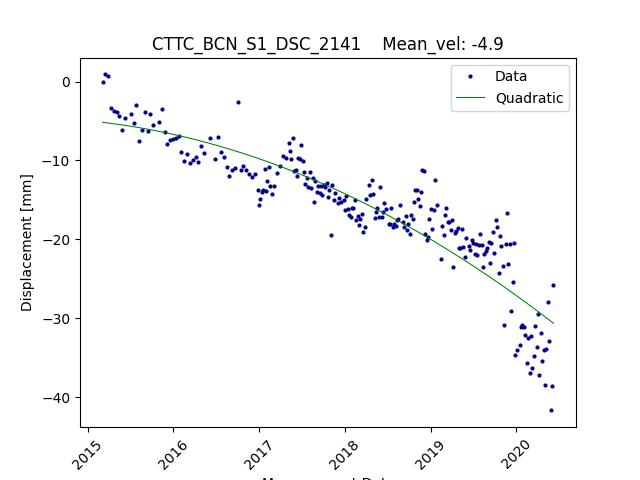 CTTC_BCN_S1_DSC_2141    Mean_vel: -4.9
Data
Quadratic
Displacement [mm]
0
−10
−20
−30
−40
2015
2016
2017
2018
2019
2020